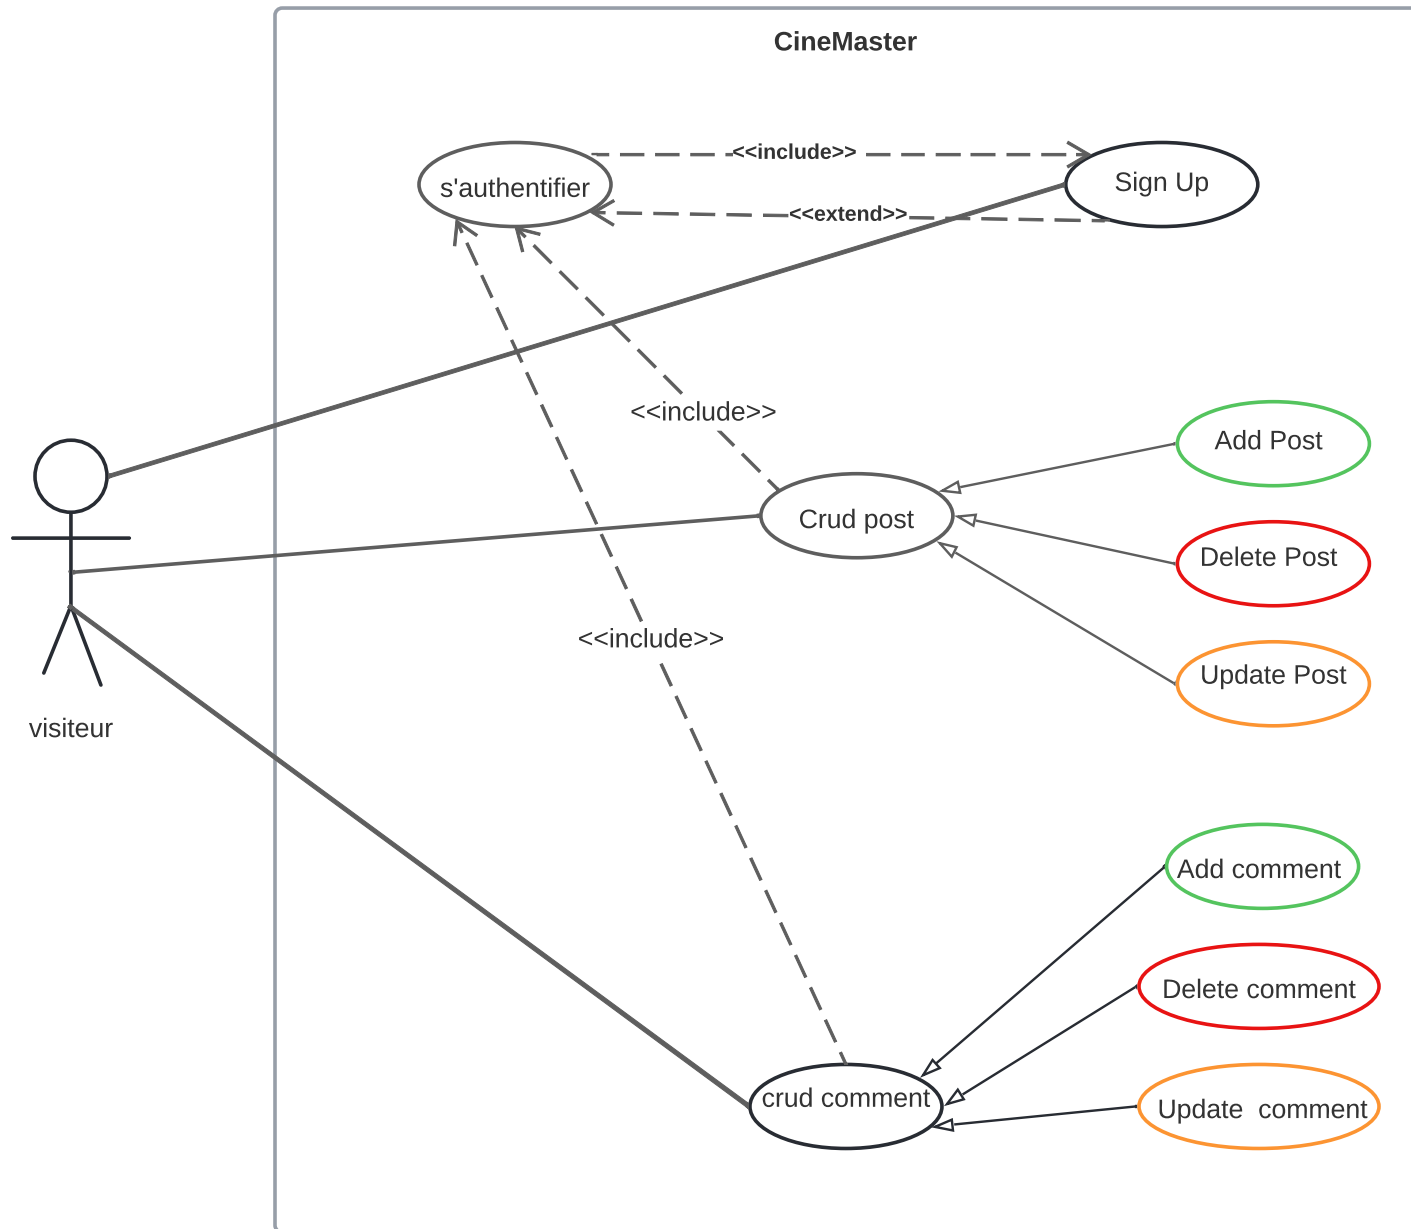 CineMaster
<<include>>
s'authentifier
Sign Up
<<extend>>
<<include>>
Add Post
Crud post
Delete Post
<<include>>
Update Post
visiteur
Add comment
Delete comment
crud comment
Update  comment